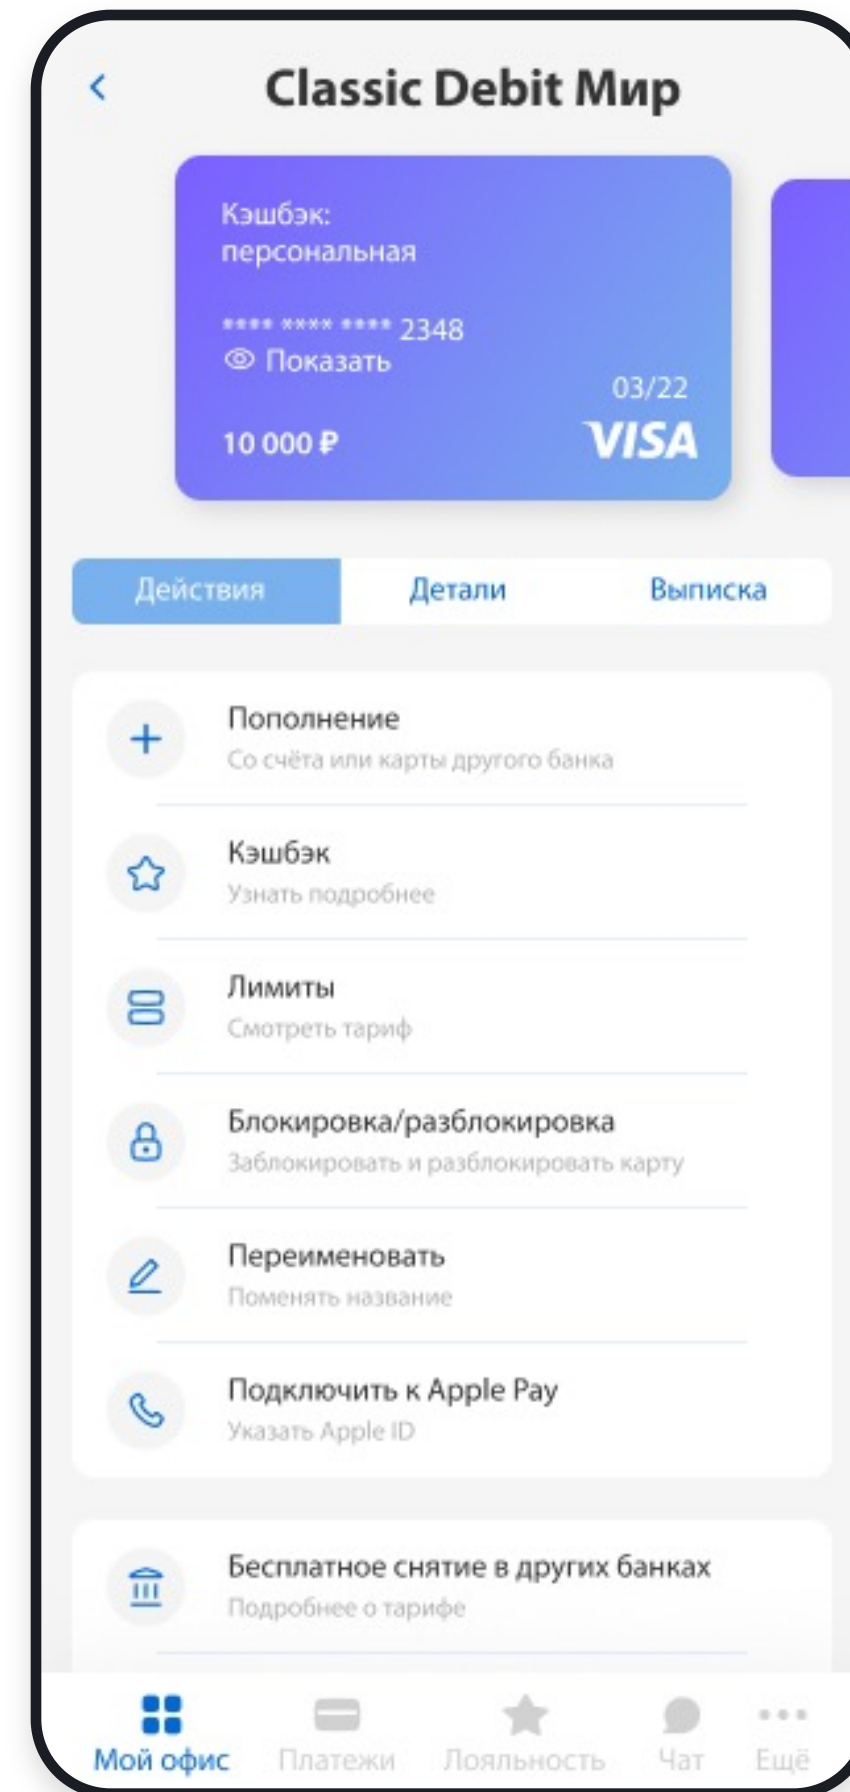 Classic Debit Мир
Кэшбэк:
персональная
**** **** **** 2348
Показать
03/22
10 000 ₽
VISA
Действия
Детали
Выписка
Пополнение
Со счёта или карты другого банка
Кэшбэк
Узнать подробнее
Лимиты
Смотреть тариф
Блокировка/разблокировка
Заблокировать и разблокировать карту
Переименовать
Поменять название
Подключить к Apple Pay
Указать Apple ID
Бесплатное снятие в других банках
Подробнее о тарифе
Мой офис
Платежи
Лояльность
Чат
Ещё